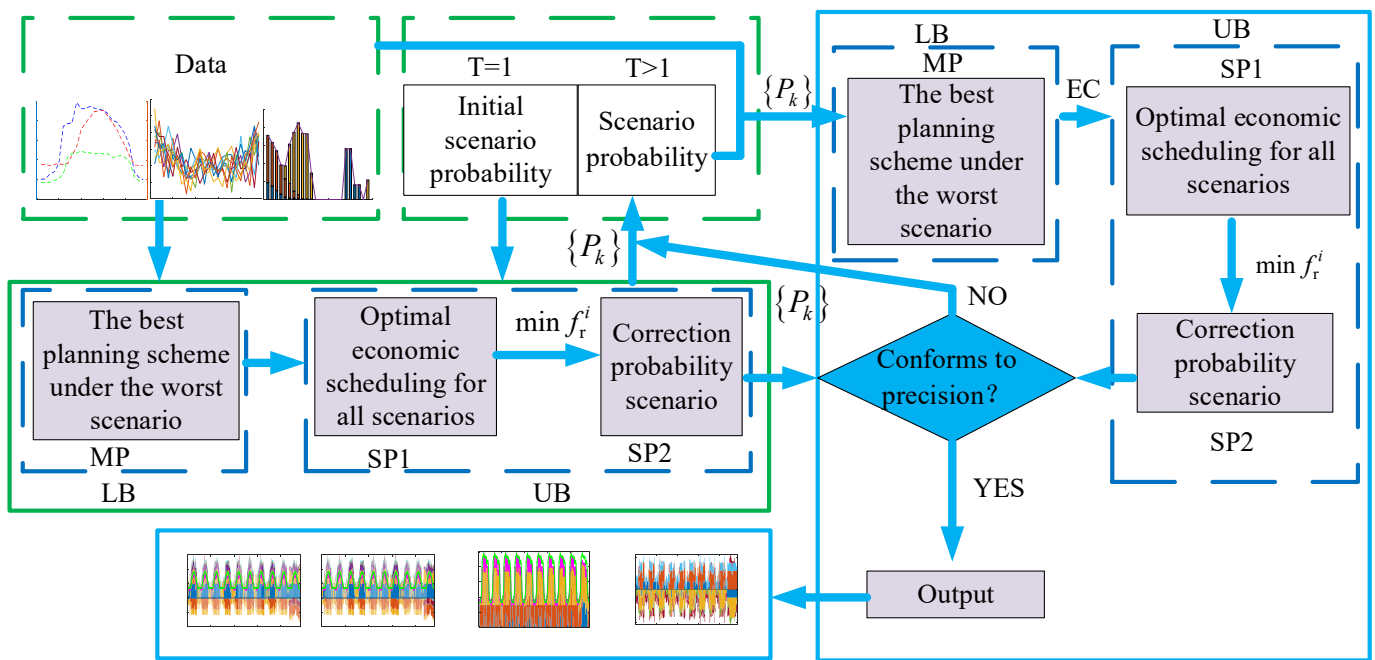 Data
T=1
T>1
Initial
scenario
probability
Scenario
probability
{P_k}
{P_k}
LB
MP
The best
planning
scheme under
the worst
scenario
EC
UB
SP1
Optimal economic
scheduling for all
scenarios
min f_r^i
Correction
probability
scenario
SP2
The best
planning scheme
under the worst
scenario
MP
LB
Optimal
economic
scheduling for
all scenarios
SP1
min f_r^i
Correction
probability
scenario
SP2
UB
{P_k}
NO
Conforms to
precision?
YES
Output